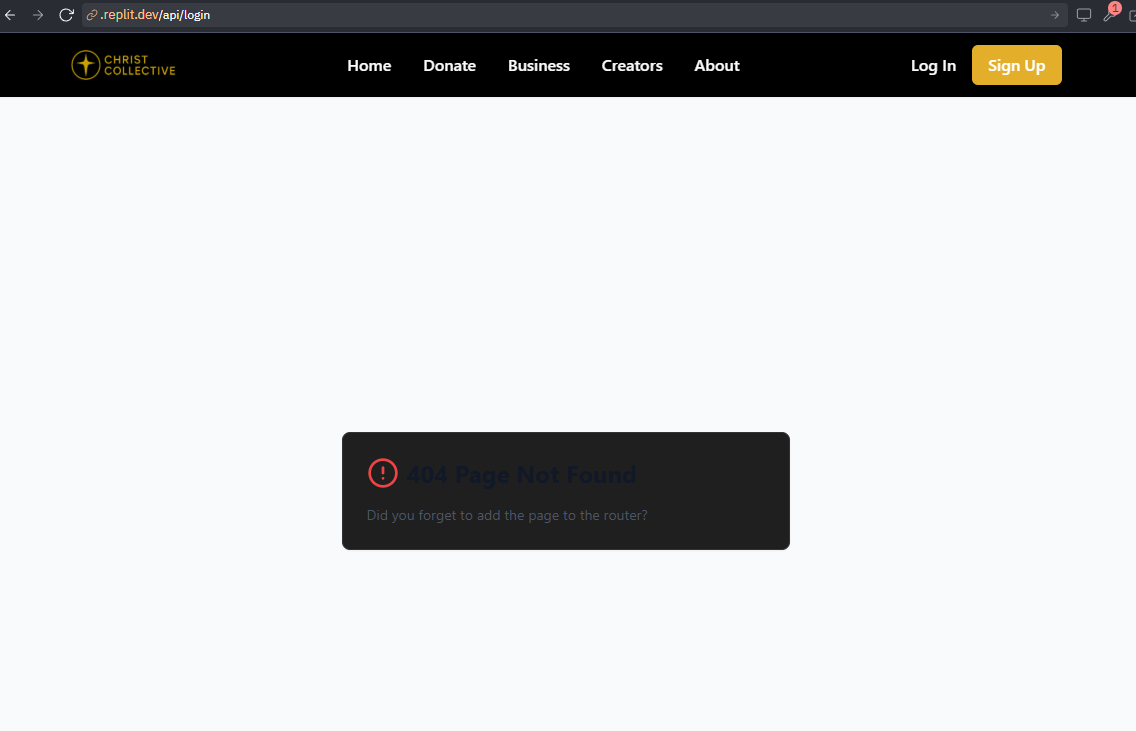 .replit.dev/api/login
1
CHRIST
COLLECTIVE
Home Donate Business Creators About Log In Sign Up
404 Page Not Found
Did you forget to add the page to the router?